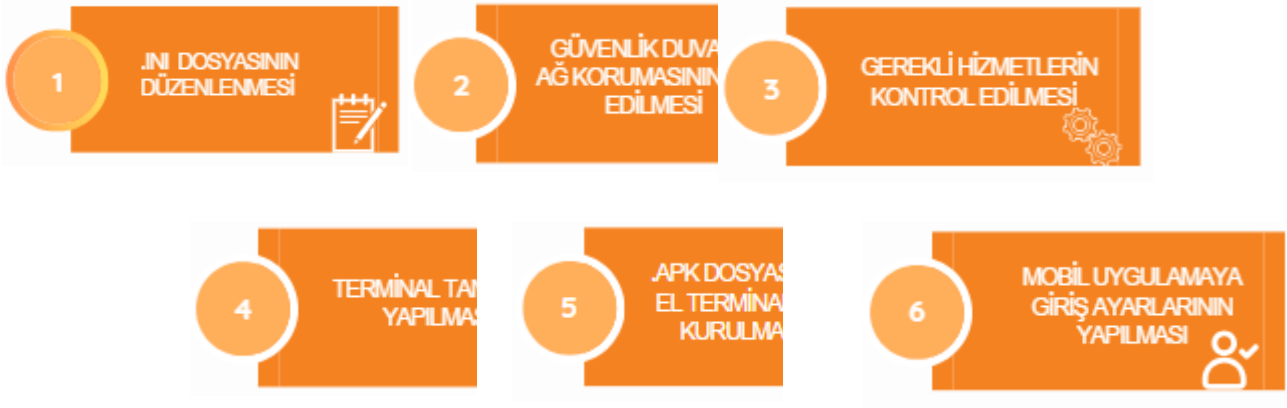 1
.INI DOSYASININ
DÜZENLENMESİ
2
GÜVENLİK DUVA
AĞ KORUMASININ
EDİLMESİ
3
GEREKLİ HİZMETLERİN
KONTROL EDİLMESİ
4
TERMİNAL TAN
YAPILMAS
5
.APK DOSYAS
EL TERMİNA
KURULMA
6
MOBİL UYGULAMAYA
GİRİŞ AYARLARININ
YAPILMASI